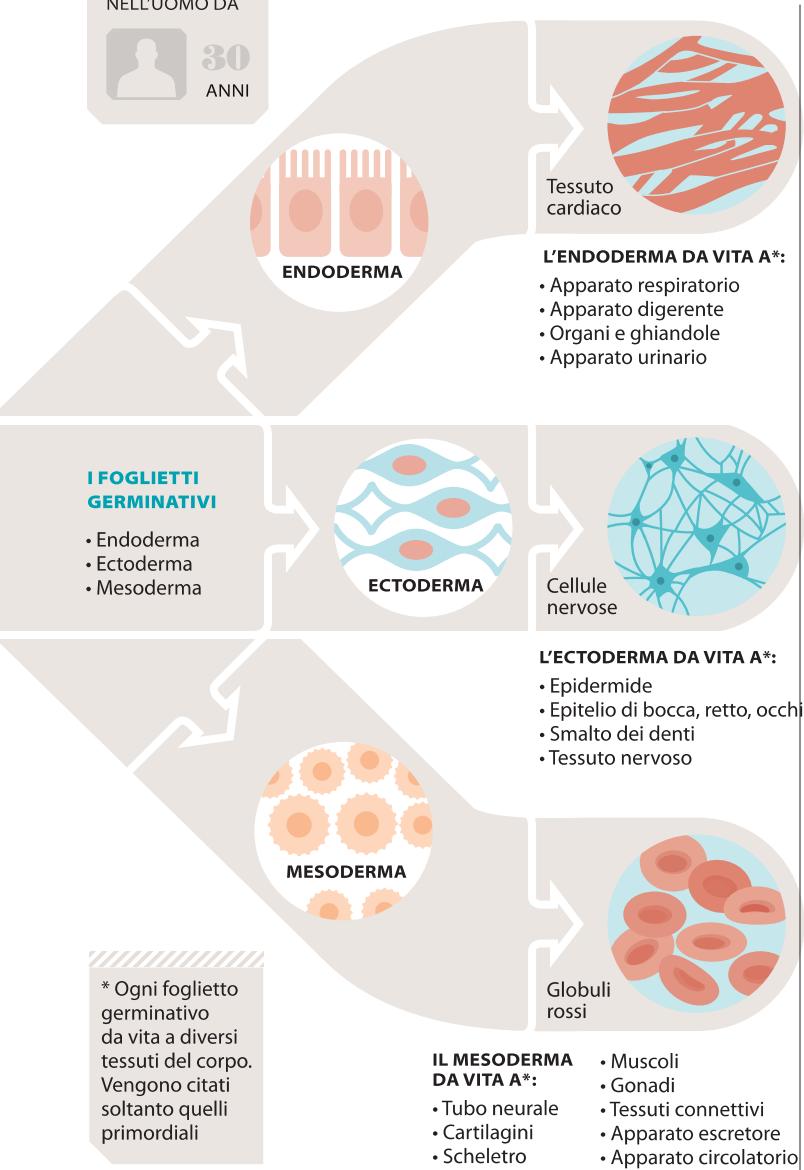 NELL'UOMO DA
30
ANNI
ENDODERMA
Tessuto
cardiaco
L'ENDODERMA DA VITA A*:
• Apparato respiratorio
• Apparato digerente
• Organi e ghiandole
• Apparato urinario
I FOGLIETTI
GERMINATIVI
• Endoderma
• Ectoderma
• Mesoderma
ECTODERMA
Cellule
nervose
L'ECTODERMA DA VITA A*:
• Epidermide
• Epitelio di bocca, retto, occhi
• Smalto dei denti
• Tessuto nervoso
MESODERMA
Globuli
rossi
* Ogni foglietto
germinativo
da vita a diversi
tessuti del corpo.
Vengono citati
soltanto quelli
primordiali
IL MESODERMA
DA VITA A*:
• Tubo neurale
• Cartilagini
• Scheletro
• Muscoli
• Gonadi
• Tessuti connettivi
• Apparato escretore
• Apparato circolatorio